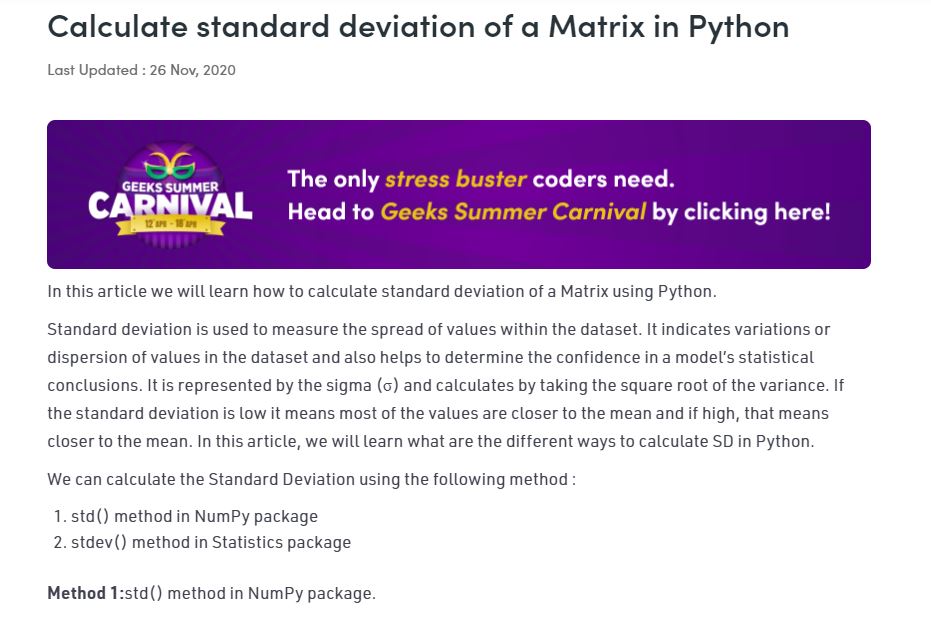 Calculate standard deviation of a Matrix in Python
Last Updated : 26 Nov, 2020
GEEKS SUMMER
CARNIVAL
12 APR - 18 APR
The only stress buster coders need.
Head to Geeks Summer Carnival by clicking here!
In this article we will learn how to calculate standard deviation of a Matrix using Python.
Standard deviation is used to measure the spread of values within the dataset. It indicates variations or
dispersion of values in the dataset and also helps to determine the confidence in a model’s statistical
conclusions. It is represented by the sigma (σ) and calculates by taking the square root of the variance. If
the standard deviation is low it means most of the values are closer to the mean and if high, that means
closer to the mean. In this article, we will learn what are the different ways to calculate SD in Python.
We can calculate the Standard Deviation using the following method :
1. std() method in NumPy package
2. stdev() method in Statistics package
Method 1:std() method in NumPy package.